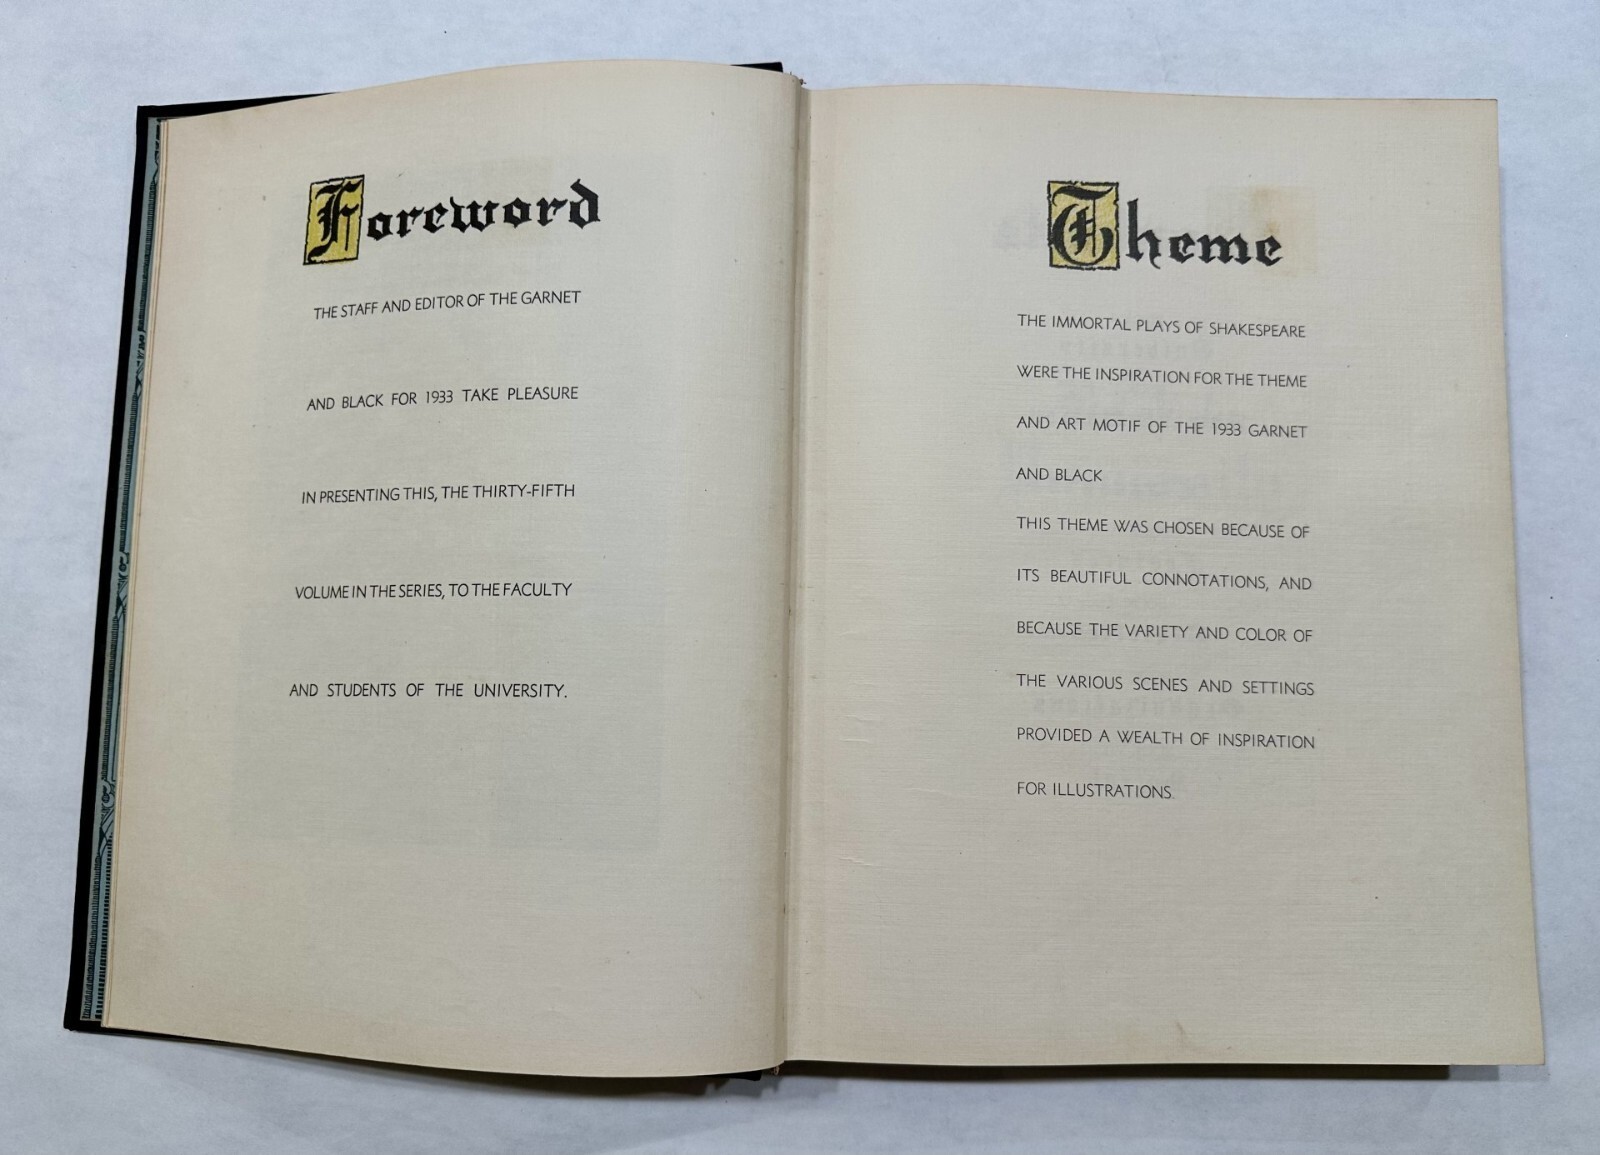 Foreword
THE STAFF AND EDITOR OF THE GARNET
AND BLACK FOR 1933 TAKE PLEASURE
IN PRESENTING THIS, THE THIRTY-FIFTH
VOLUME IN THE SERIES, TO THE FACULTY
AND STUDENTS OF THE UNIVERSITY.
Theme
THE IMMORTAL PLAYS OF SHAKESPEARE
WERE THE INSPIRATION FOR THE THEME
AND ART MOTIF OF THE 1933 GARNET
AND BLACK
THIS THEME WAS CHOSEN BECAUSE OF
ITS BEAUTIFUL CONNOTATIONS, AND
BECAUSE THE VARIETY AND COLOR OF
THE VARIOUS SCENES AND SETTINGS
PROVIDED A WEALTH OF INSPIRATION
FOR ILLUSTRATIONS.